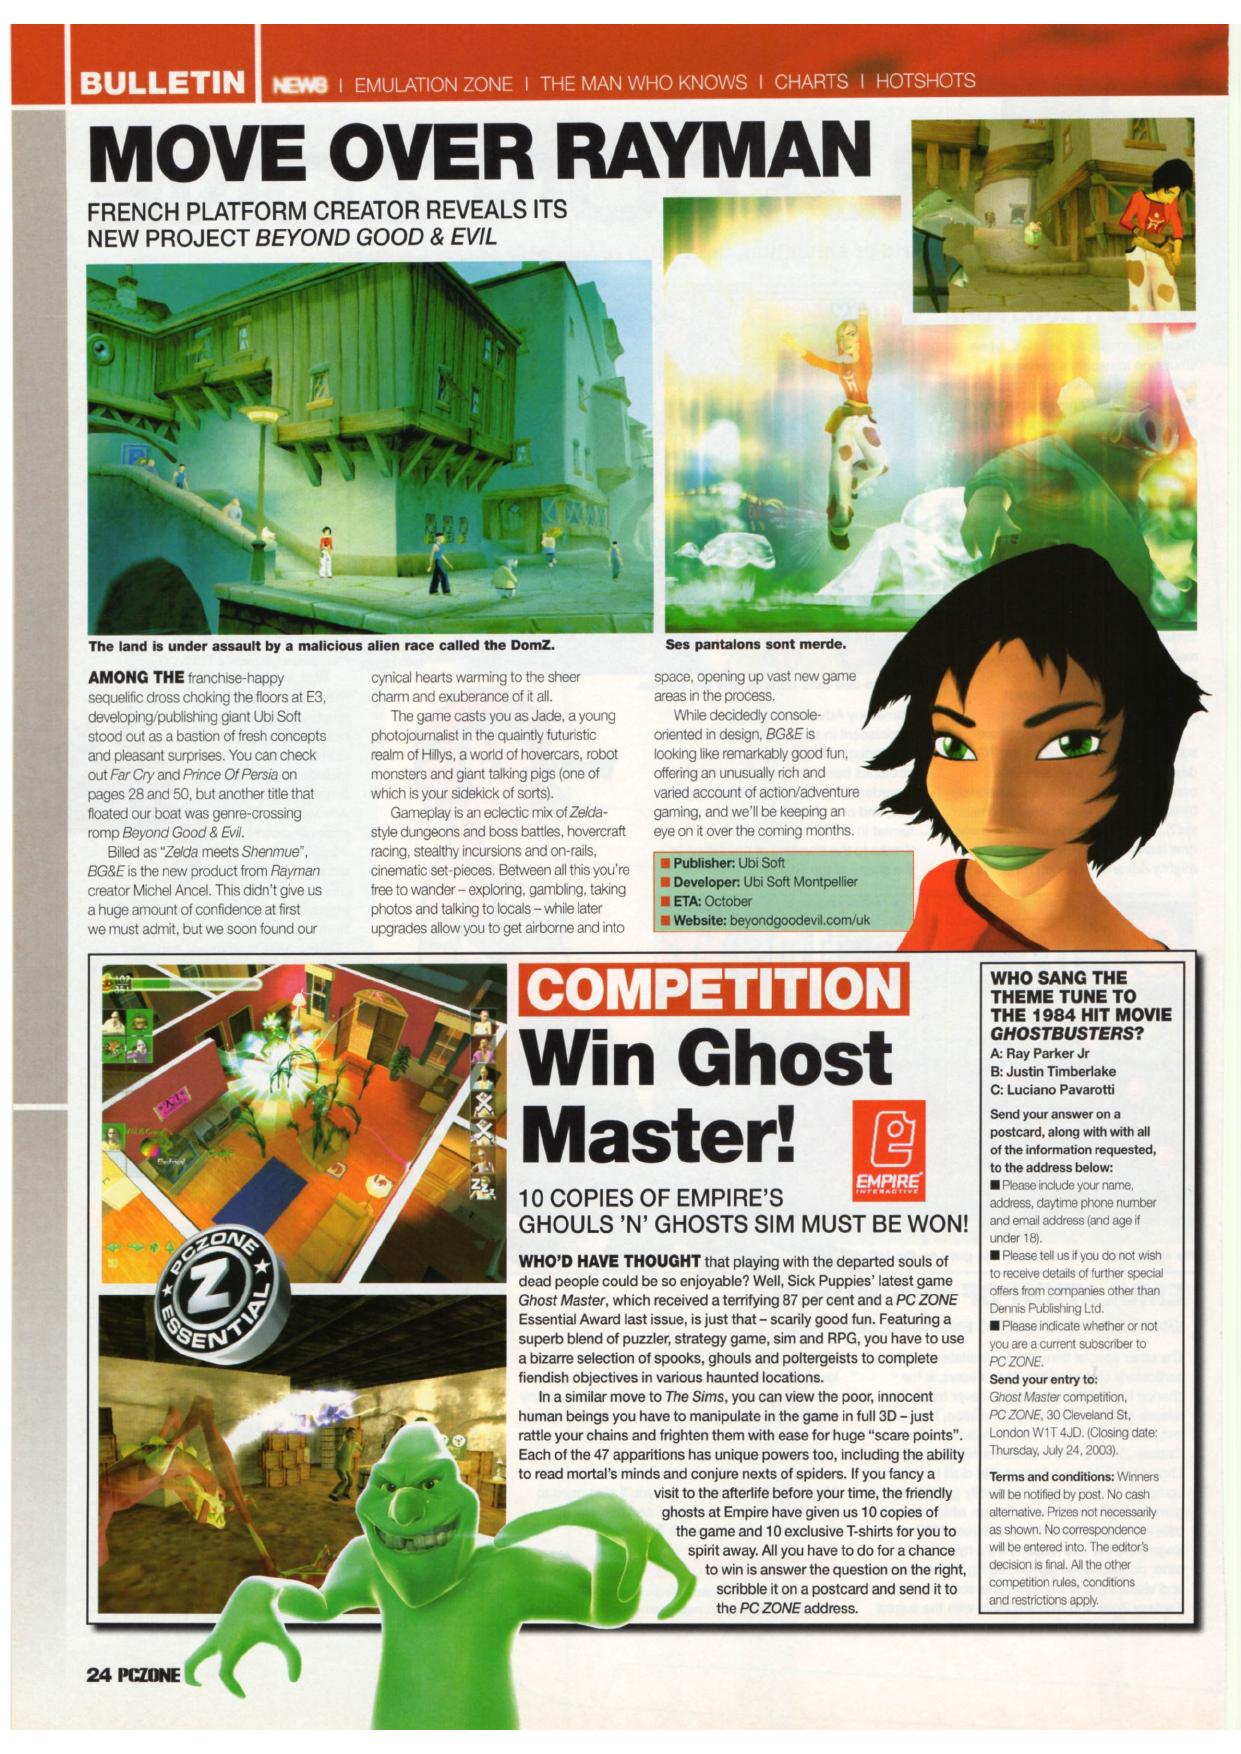 BULLETIN
NEWS | EMULATION ZONE | THE MAN WHO KNOWS | CHARTS | HOTSHOTS
MOVE OVER RAYMAN
FRENCH PLATFORM CREATOR REVEALS ITS
NEW PROJECT BEYOND GOOD & EVIL
The land is under assault by a malicious alien race called the DomZ.
Ses pantalons sont merde.
AMONG THE franchise-happy
sequelific dross choking the floors at E3,
developing/publishing giant Ubi Soft
stood out as a bastion of fresh concepts
and pleasant surprises. You can check
out Far Cry and Prince Of Persia on
pages 28 and 50, but another title that
floated our boat was genre-crossing
romp Beyond Good & Evil.
Billed as "Zelda meets Shenmue",
BG&E is the new product from Rayman
creator Michel Ancel. This didn't give us
a huge amount of confidence at first
we must admit, but we soon found our
cynical hearts warming to the sheer
charm and exuberance of it all.
The game casts you as Jade, a young
photojournalist in the quaintly futuristic
realm of Hillys, a world of hovercars, robot
monsters and giant talking pigs (one of
which is your sidekick of sorts).
Gameplay is an eclectic mix of Zelda-
style dungeons and boss battles, hovercraft
racing, stealthy incursions and on-rails,
cinematic set-pieces. Between all this you're
free to wander – exploring, gambling, taking
photos and talking to locals – while later
upgrades allow you to get airborne and into
space, opening up vast new game
areas in the process.
While decidedly console-
oriented in design, BG&E is
looking like remarkably good fun,
offering an unusually rich and
varied account of action/adventure
gaming, and we'll be keeping an
eye on it over the coming months.
■ Publisher: Ubi Soft
■ Developer: Ubi Soft Montpellier
■ ETA: October
■ Website: beyondgoodevil.com/uk
COMPETITION
Win Ghost
Master!
EMPIRE
INTERACTIVE
10 COPIES OF EMPIRE'S
GHOULS 'N' GHOSTS SIM MUST BE WON!
PCZONE
Z
ESSENTIAL
WHO'D HAVE THOUGHT that playing with the departed souls of
dead people could be so enjoyable? Well, Sick Puppies' latest game
Ghost Master, which received a terrifying 87 per cent and a PC ZONE
Essential Award last issue, is just that – scarily good fun. Featuring a
superb blend of puzzler, strategy game, sim and RPG, you have to use
a bizarre selection of spooks, ghouls and poltergeists to complete
fiendish objectives in various haunted locations.
In a similar move to The Sims, you can view the poor, innocent
human beings you have to manipulate in the game in full 3D – just
rattle your chains and frighten them with ease for huge "scare points".
Each of the 47 apparitions has unique powers too, including the ability
to read mortal's minds and conjure nexts of spiders. If you fancy a
visit to the afterlife before your time, the friendly
ghosts at Empire have given us 10 copies of
the game and 10 exclusive T-shirts for you to
spirit away. All you have to do for a chance
to win is answer the question on the right,
scribble it on a postcard and send it to
the PC ZONE address.
WHO SANG THE
THEME TUNE TO
THE 1984 HIT MOVIE
GHOSTBUSTERS?
A: Ray Parker Jr
B: Justin Timberlake
C: Luciano Pavarotti
Send your answer on a
postcard, along with with all
of the information requested,
to the address below:
■ Please include your name,
address, daytime phone number
and email address (and age if
under 18).
■ Please tell us if you do not wish
to receive details of further special
offers from companies other than
Dennis Publishing Ltd.
■ Please indicate whether or not
you are a current subscriber to
PC ZONE.
Send your entry to:
Ghost Master competition,
PC ZONE, 30 Cleveland St,
London W1T 4JD. (Closing date:
Thursday, July 24, 2003).
Terms and conditions: Winners
will be notified by post. No cash
alternative. Prizes not necessarily
as shown. No correspondence
will be entered into. The editor's
decision is final. All the other
competition rules, conditions
and restrictions apply.
24 PCZONE